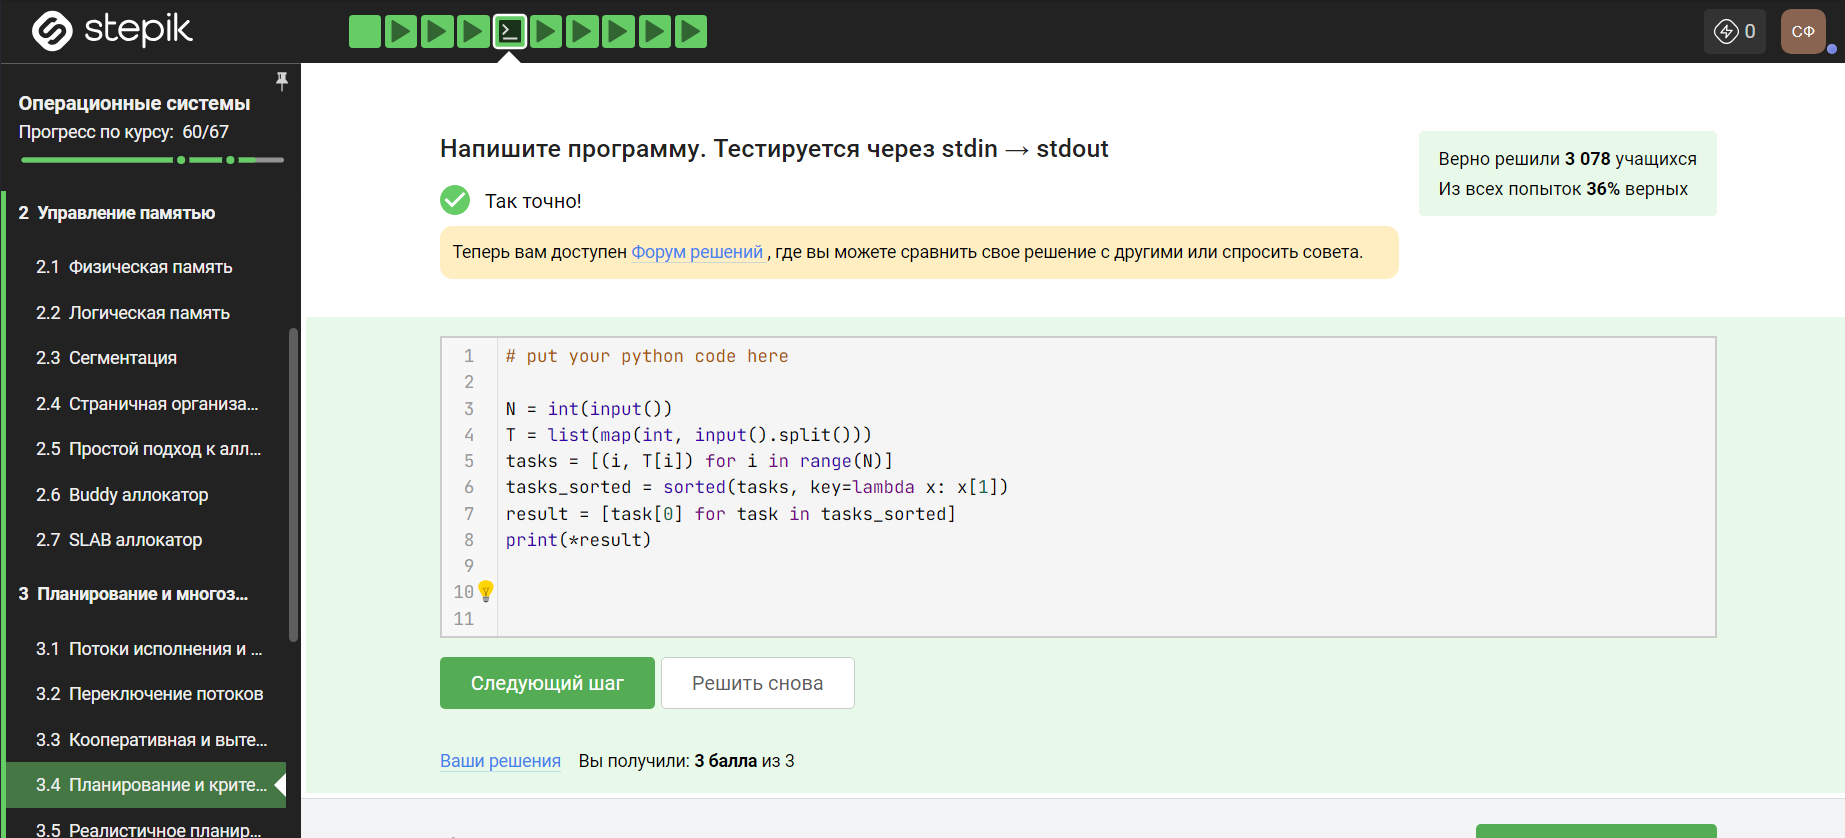 stepik
0
СФ
Операционные системы
Прогресс по курсу: 60/67
2 Управление памятью
2.1 Физическая память
2.2 Логическая память
2.3 Сегментация
2.4 Страничная организа...
2.5 Простой подход к алл...
2.6 Buddy аллокатор
2.7 SLAB аллокатор
3 Планирование и многоз...
3.1 Потоки исполнения и ...
3.2 Переключение потоков
3.3 Кооперативная и выте...
3.4 Планирование и крите...
3.5 Реалистичное планир...
Напишите программу. Тестируется через stdin → stdout
Верно решили 3 078 учащихся
Из всех попыток 36% верных
Так точно!
Теперь вам доступен Форум решений , где вы можете сравнить свое решение с другими или спросить совета.
1 # put your python code here
2
3 N = int(input())
4 T = list(map(int, input().split()))
5 tasks = [(i, T[i]) for i in range(N)]
6 tasks_sorted = sorted(tasks, key=lambda x: x[1])
7 result = [task[0] for task in tasks_sorted]
8 print(*result)
9
10
11
Следующий шаг
Решить снова
Ваши решения Вы получили: 3 балла из 3